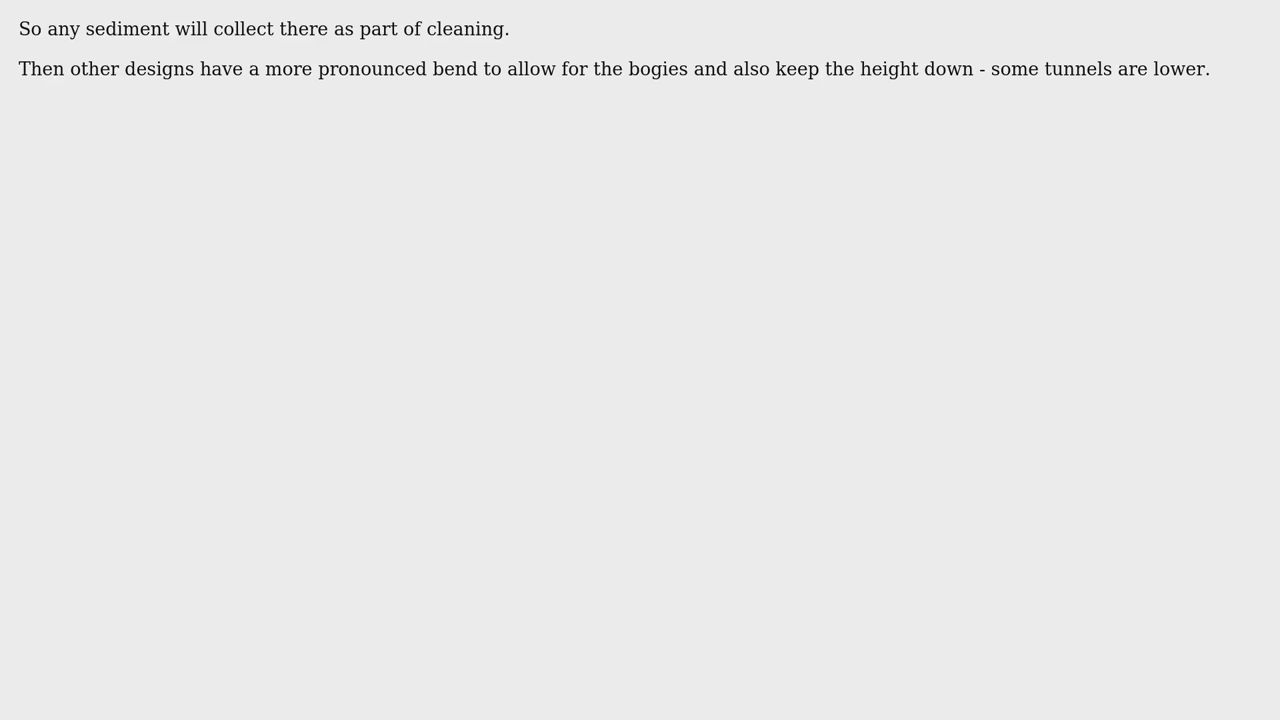 So any sediment will collect there as part of cleaning.
Then other designs have a more pronounced bend to allow for the bogies and also keep the height down - some tunnels are lower.